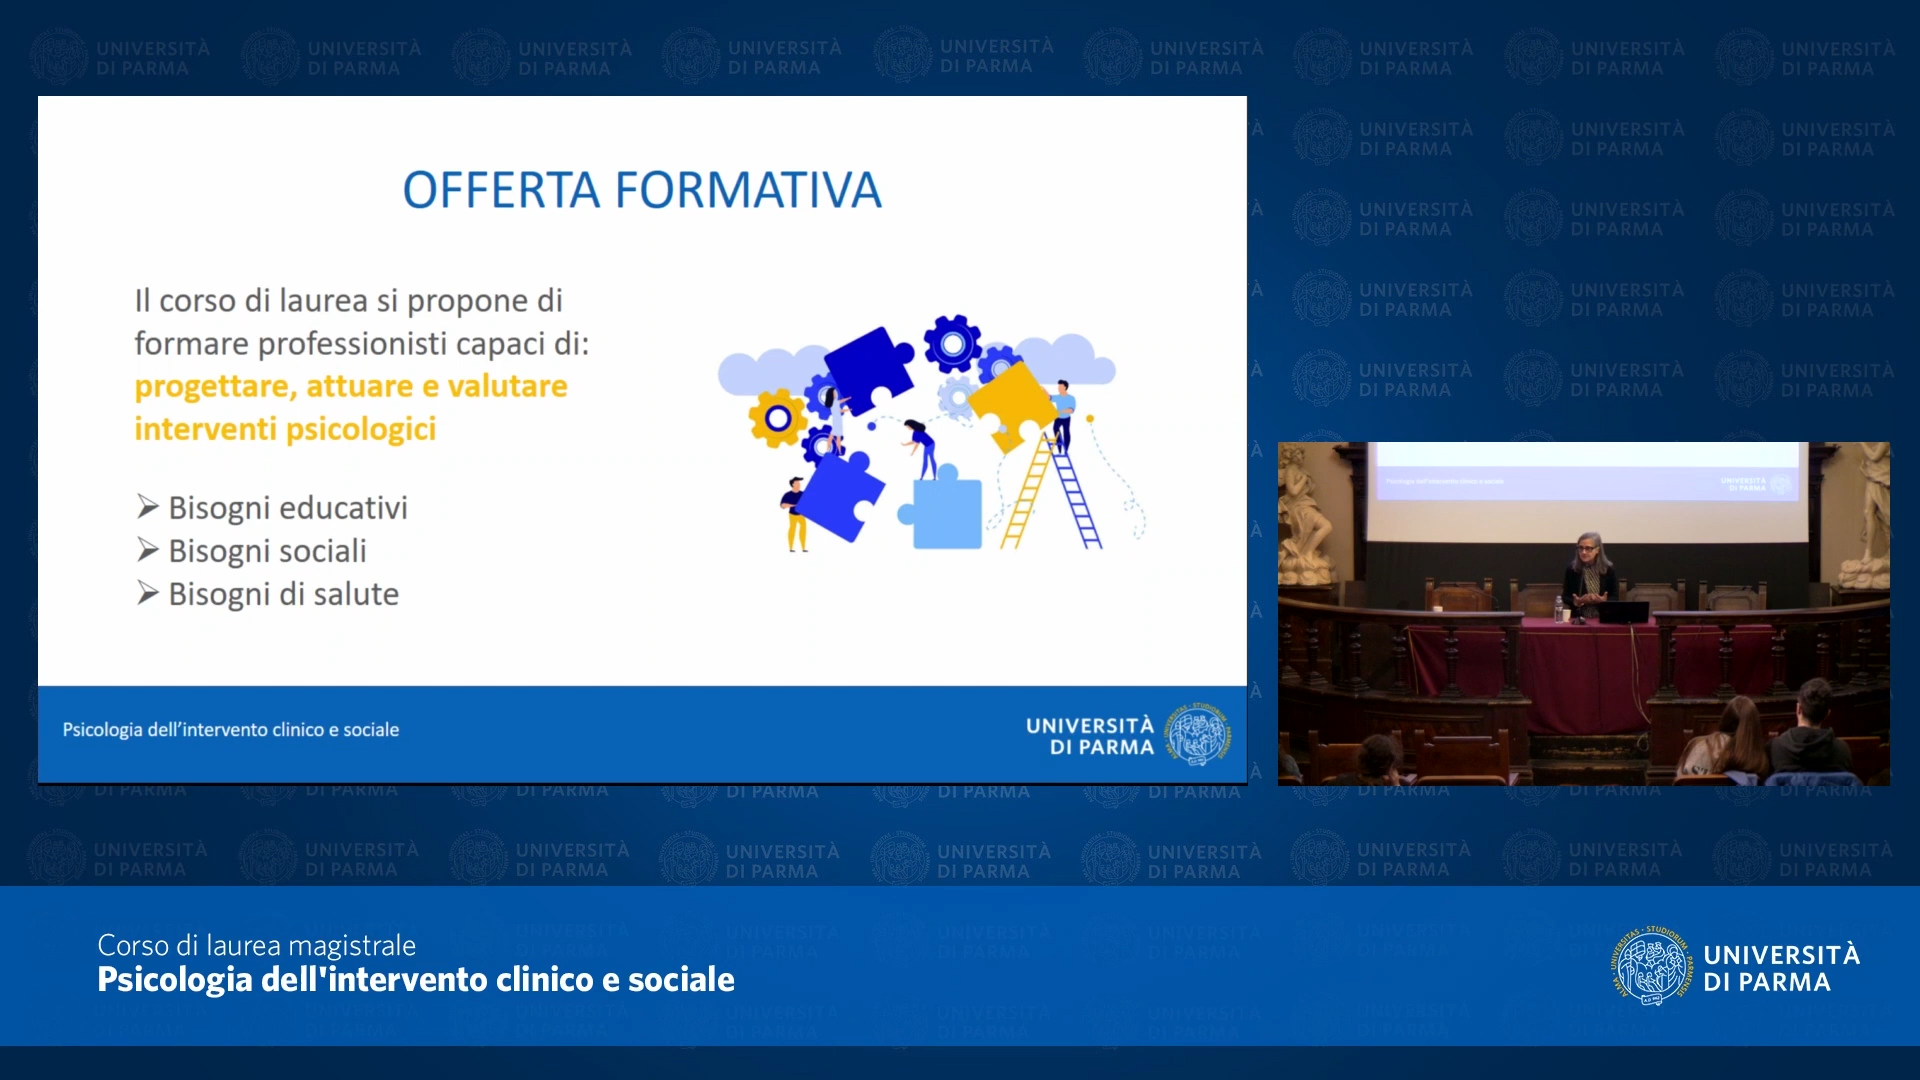 OFFERTA FORMATIVA
Il corso di laurea si propone di
formare professionisti capaci di:
progettare, attuare e valutare
interventi psicologici
➢ Bisogni educativi
➢ Bisogni sociali
➢ Bisogni di salute
Psicologia dell’intervento clinico e sociale
UNIVERSITÀ
DI PARMA
Corso di laurea magistrale
Psicologia dell'intervento clinico e sociale
UNIVERSITÀ
DI PARMA